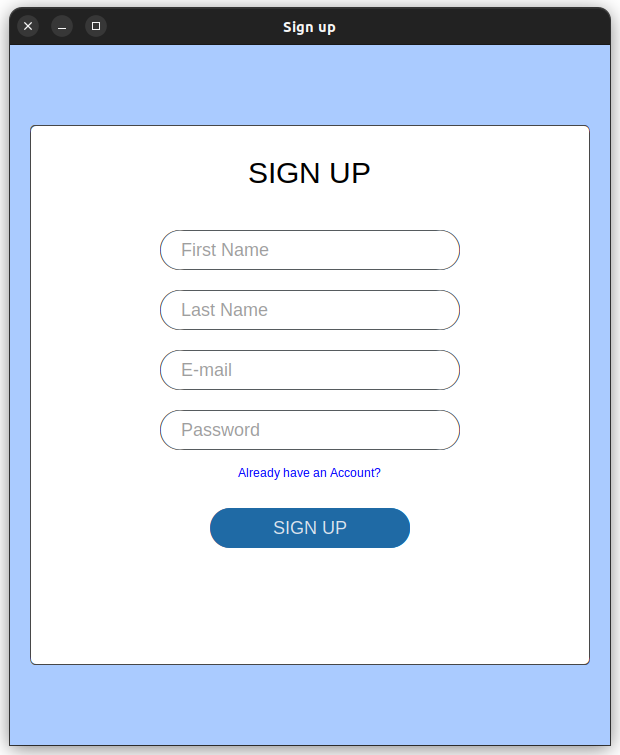 Sign up
SIGN UP
First Name
Last Name
E-mail
Password
Already have an Account?
SIGN UP